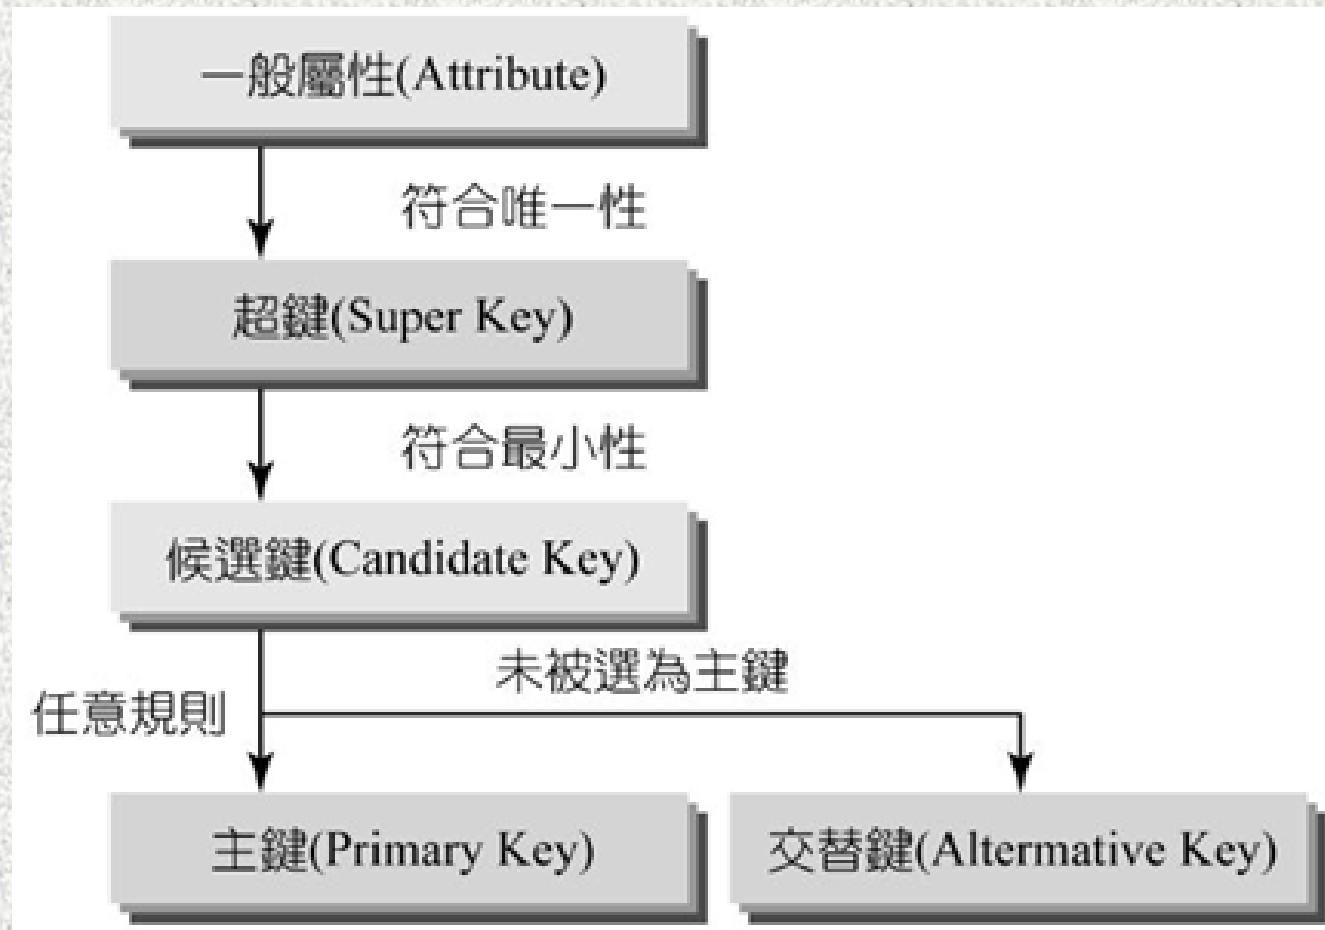 一般屬性(Attribute)
符合唯一性
超鍵(Super Key)
符合最小性
候選鍵(Candidate Key)
未被選為主鍵
任意規則
主鍵(Primary Key)
交替鍵(Altermative Key)